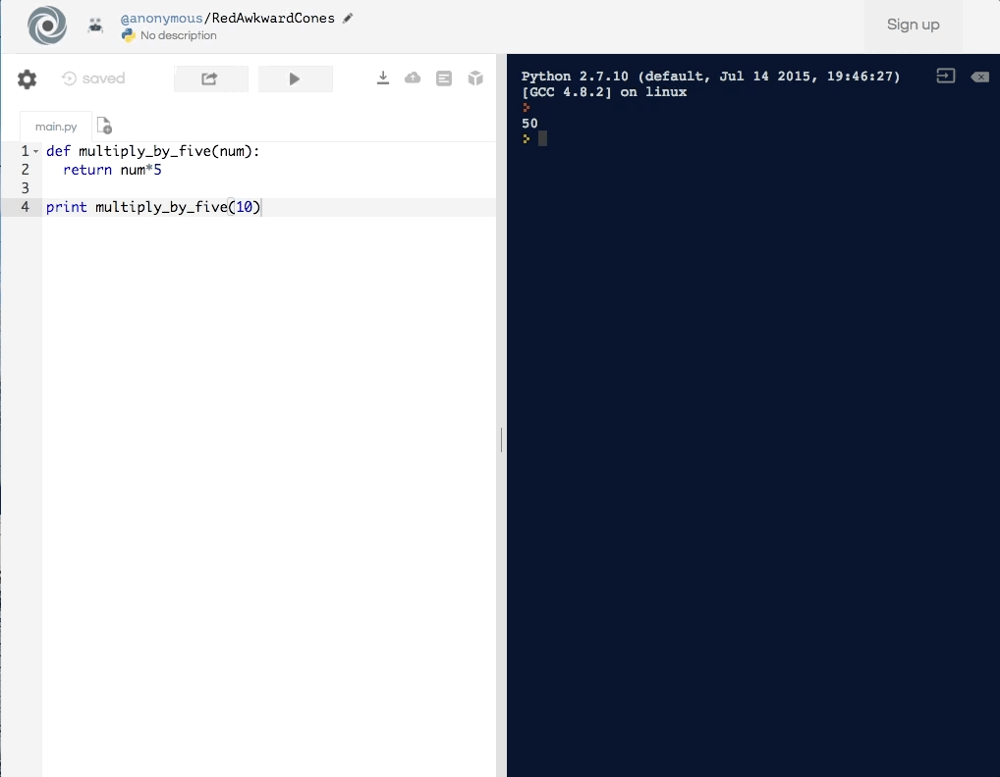 @anonymous/RedAwkwardCones
No description
Sign up
saved
main.py
1 def multiply_by_five(num):
2 return num*5
3
4 print multiply_by_five(10)
Python 2.7.10 (default, Jul 14 2015, 19:46:27)
[GCC 4.8.2] on linux
50